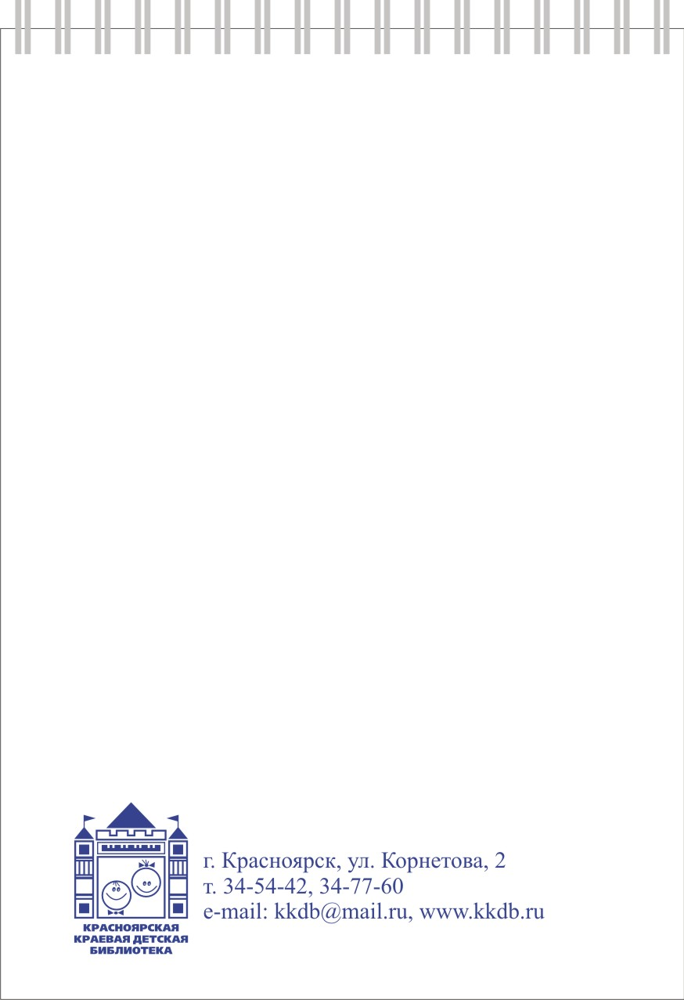 г. Красноярск, ул. Корнетова, 2
т. 34-54-42, 34-77-60
e-mail: kkdb@mail.ru, www.kkdb.ru
КРАСНОЯРСКАЯ
КРАЕВАЯ ДЕТСКАЯ
БИБЛИОТЕКА